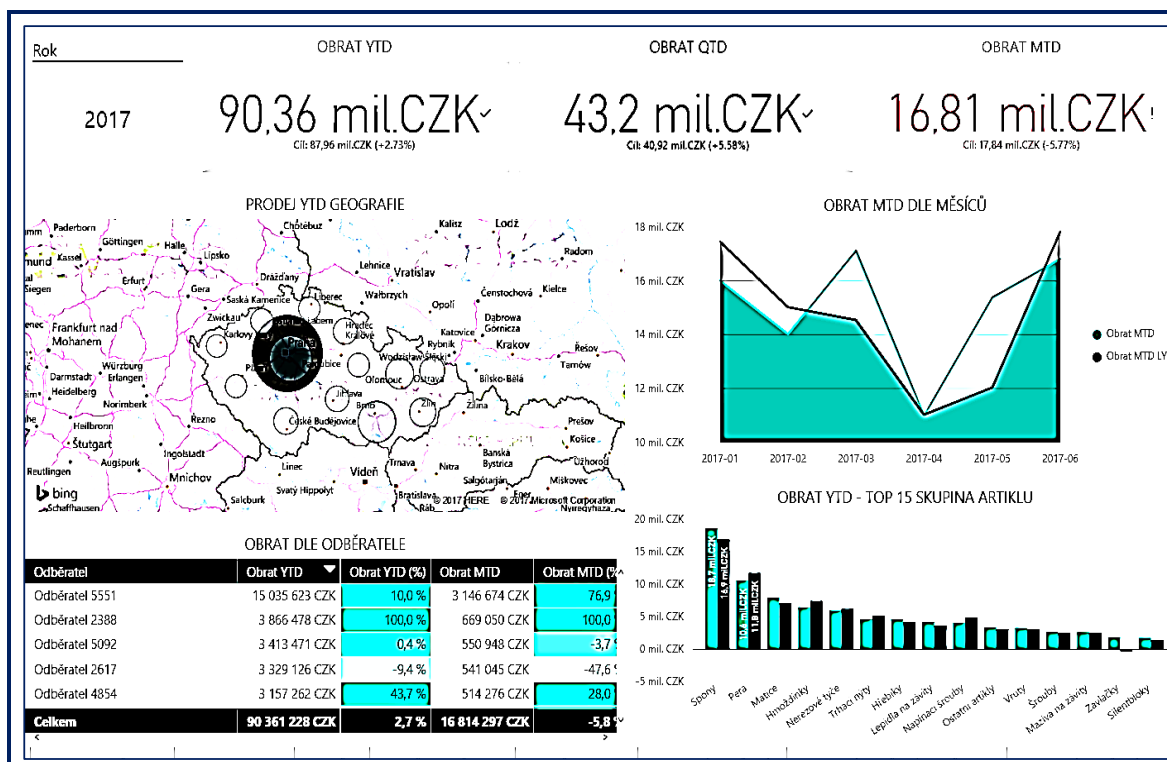 Rok
2017
OBRAT YTD
90,36 mil.CZK
Cíl: 87,96 mil.CZK (+2.73%)
OBRAT QTD
43,2 mil.CZK
Cíl: 40,92 mil.CZK (+5.58%)
OBRAT MTD
16,81 mil.CZK!
Cíl: 17,84 mil.CZK (-5.77%)
PRODEJ YTD GEOGRAFIE
Paderborn
Göttingen
Halle
Kassel
Lipsko
Siegen
Erfurt
Gera
Chotěbuz
Kalisz
Lodž
Radom
Lehnice
Vratislav
Drážďany
Saská Kamenice
Liberec
Wałbrzych
Opolí
Čenstochová
Kielce
Zwickau
Karlovy
Hradec
Králové
Dąbrowa
Górnicza
Katovice
Frankfurt nad
Mohanem
Praha
Wodzisław Śląski
Rybnik
Krakov
Řešov
Tarnów
Würzburg
Erlangen
Darmstadt
Heidelberg
Norimberk
Olomouc
Ostrava
Bílsko-Bělá
Jihlava
Brno
Zlín
Žilina
Řezno
České Budějovice
Prešov
Heilbronn
Štutgart
Ingolstadt
Košice
Banská
Bystrica
Užhorod
Reutlingen
Augšpurk
Mnichov
Linec
Vídeň
Trnava
Nitra
Salgótarján
Miškovec
Svatý Hippolyt
Bratislava
Eger
bing
Schaffhausen
Salcburk
Ráb
© 2017 HERE
© 2017 Microsoft Corporation
Nyíregyháza
OBRAT MTD DLE MĚSÍCŮ
18 mil. CZK
16 mil. CZK
14 mil. CZK
12 mil. CZK
10 mil. CZK
2017-01 2017-02 2017-03 2017-04 2017-05 2017-06
Obrat MTD
Obrat MTD LY
OBRAT DLE ODBĚRATELE
Odběratel Obrat YTD Obrat YTD (%) Obrat MTD Obrat MTD (%
Odběratel 5551 15 035 623 CZK 10,0 % 3 146 674 CZK 76,9
Odběratel 2388 3 866 478 CZK 100,0 % 669 050 CZK 100,0
Odběratel 5092 3 413 471 CZK 0,4 % 550 948 CZK -3,7
Odběratel 2617 3 329 126 CZK -9,4 % 541 045 CZK -47,6
Odběratel 4854 3 157 262 CZK 43,7 % 514 276 CZK 28,0
Celkem 90 361 228 CZK 2,7 % 16 814 297 CZK -5,8
OBRAT YTD - TOP 15 SKUPINA ARTIKLU
20 mil. CZK
15 mil. CZK
10 mil. CZK
5 mil. CZK
0 mil. CZK
-5 mil. CZK
16,9 mil.CZK
11,8 mil.CZK
Spony
Pera
Matice
Hmoždinky
Nerezové tyče
Trhací nyty
Hřebíky
Lepidla na závity
Napínací šrouby
Ostatní artikly
Vruty
Šrouby
Maziva na závity
Závlačky
Silentbloky